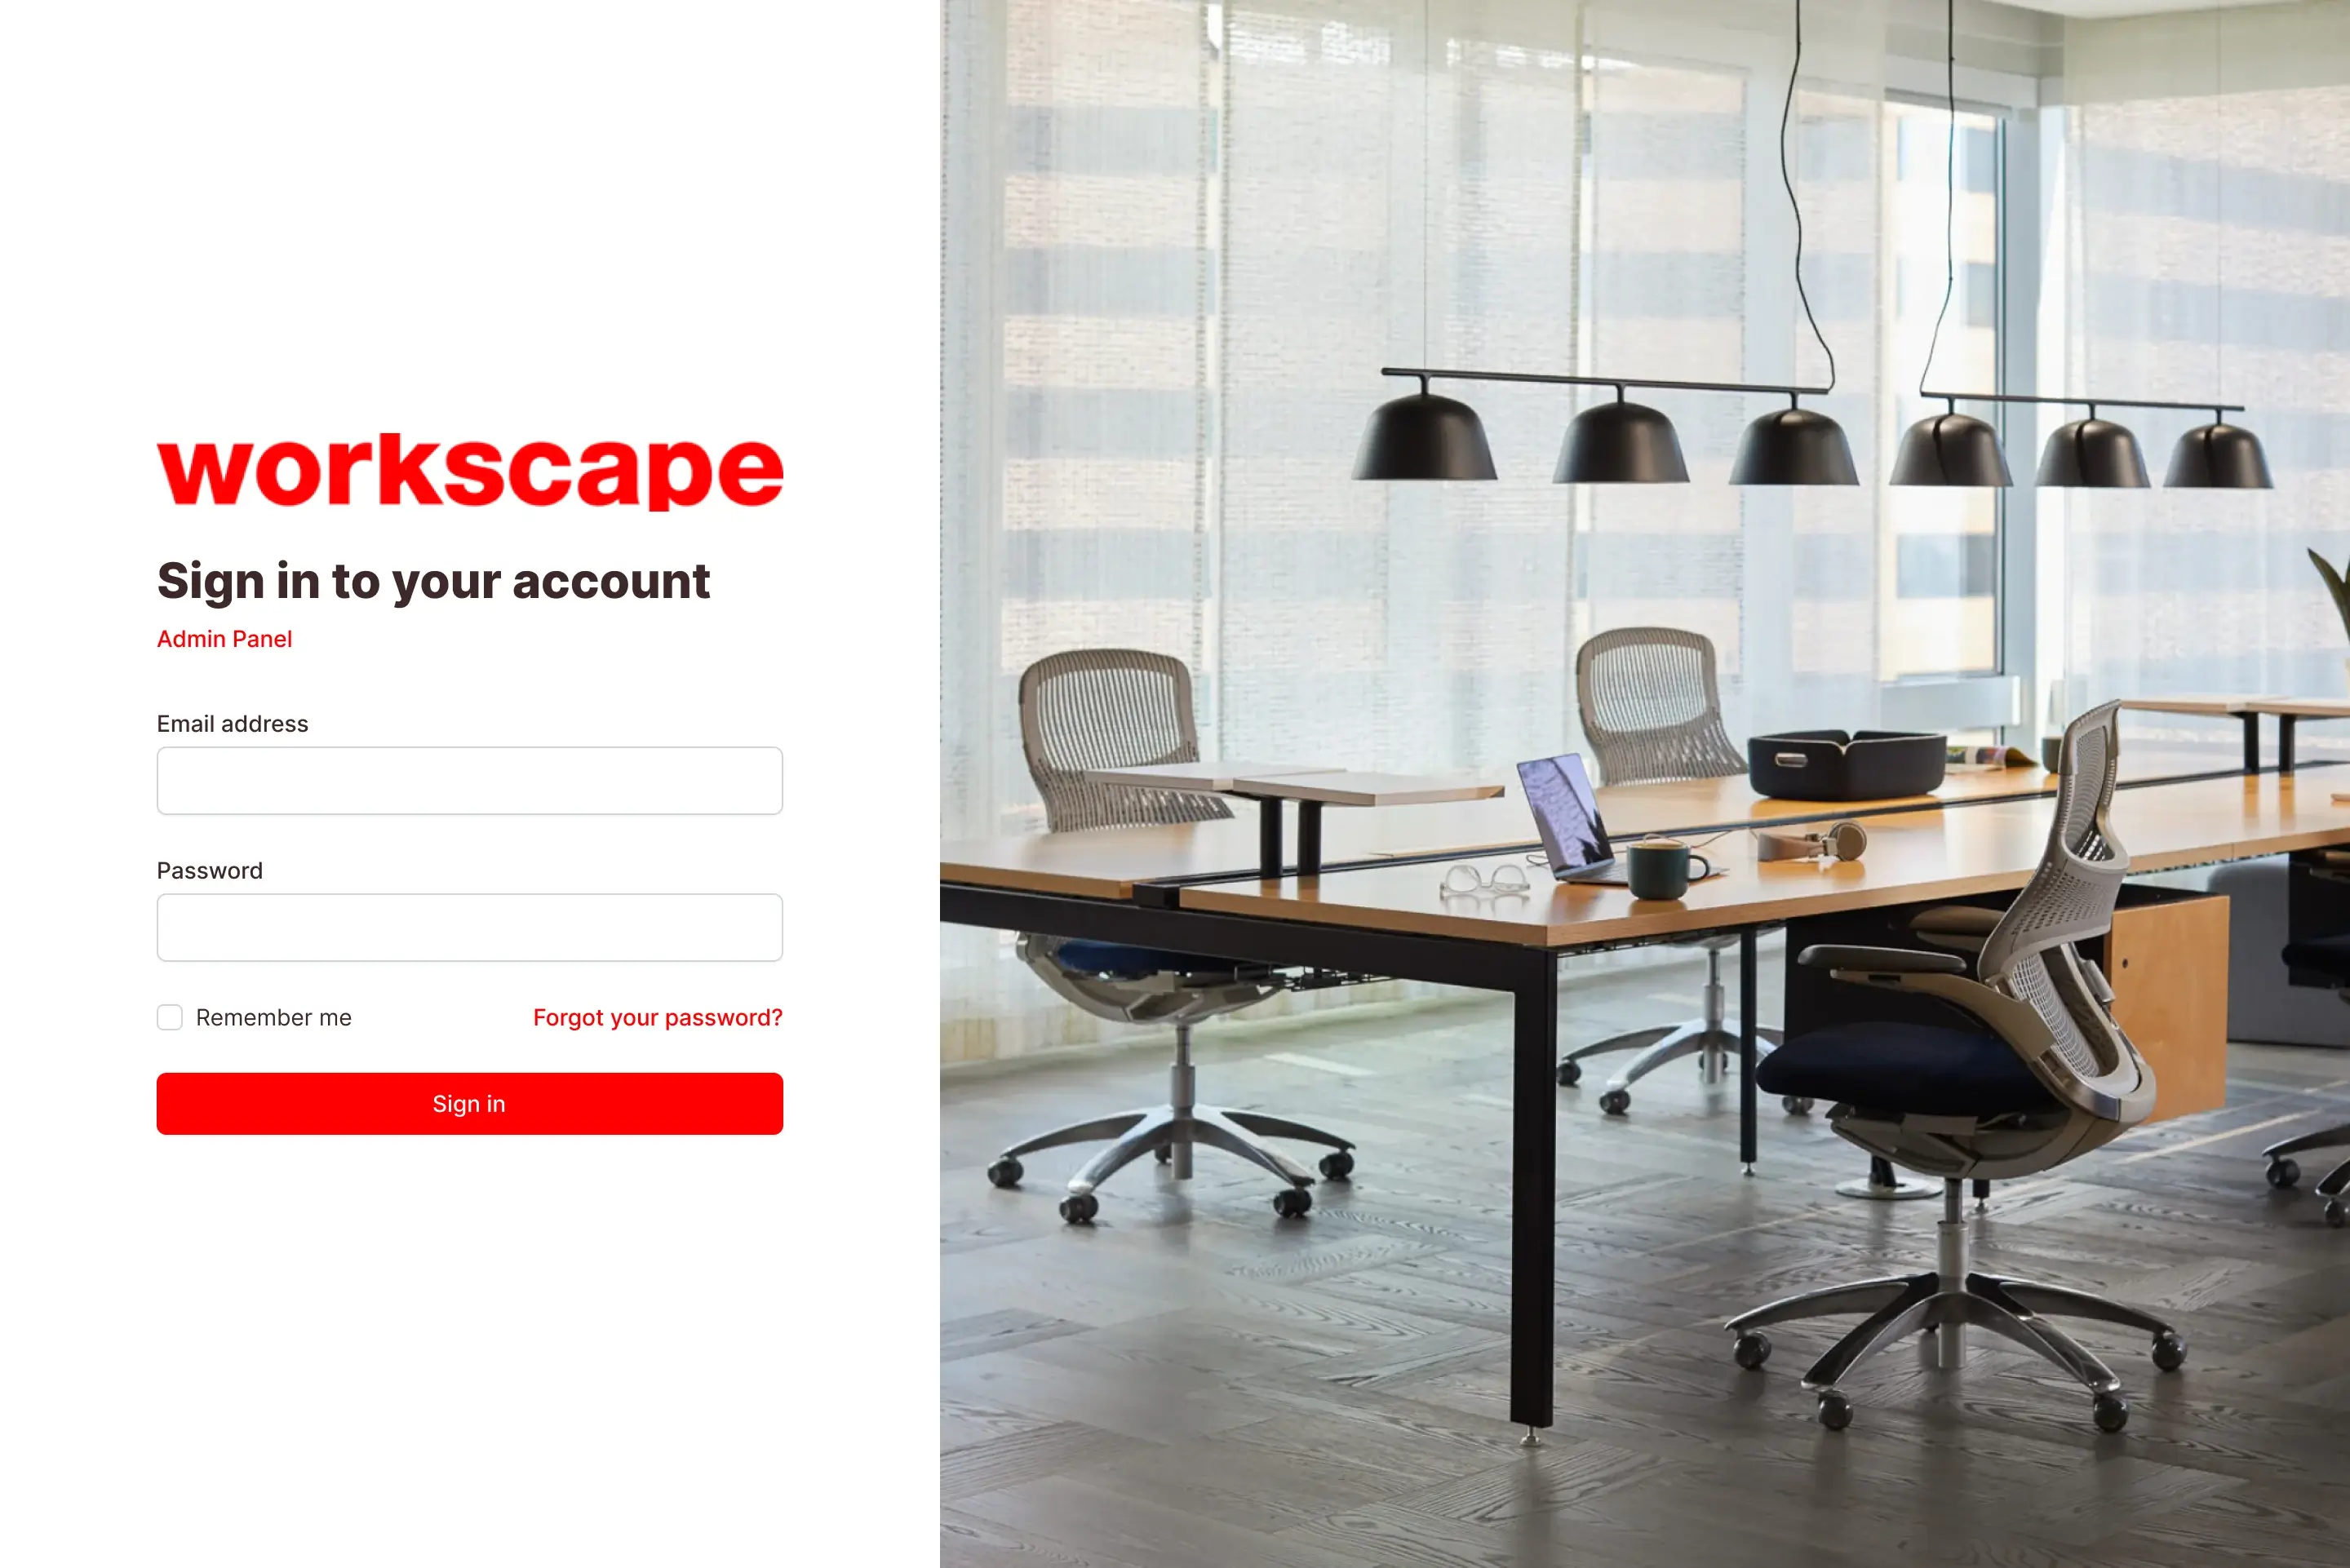 workscape
Sign in to your account
Admin Panel
Email address
Password
Remember me
Forgot your password?
Sign in